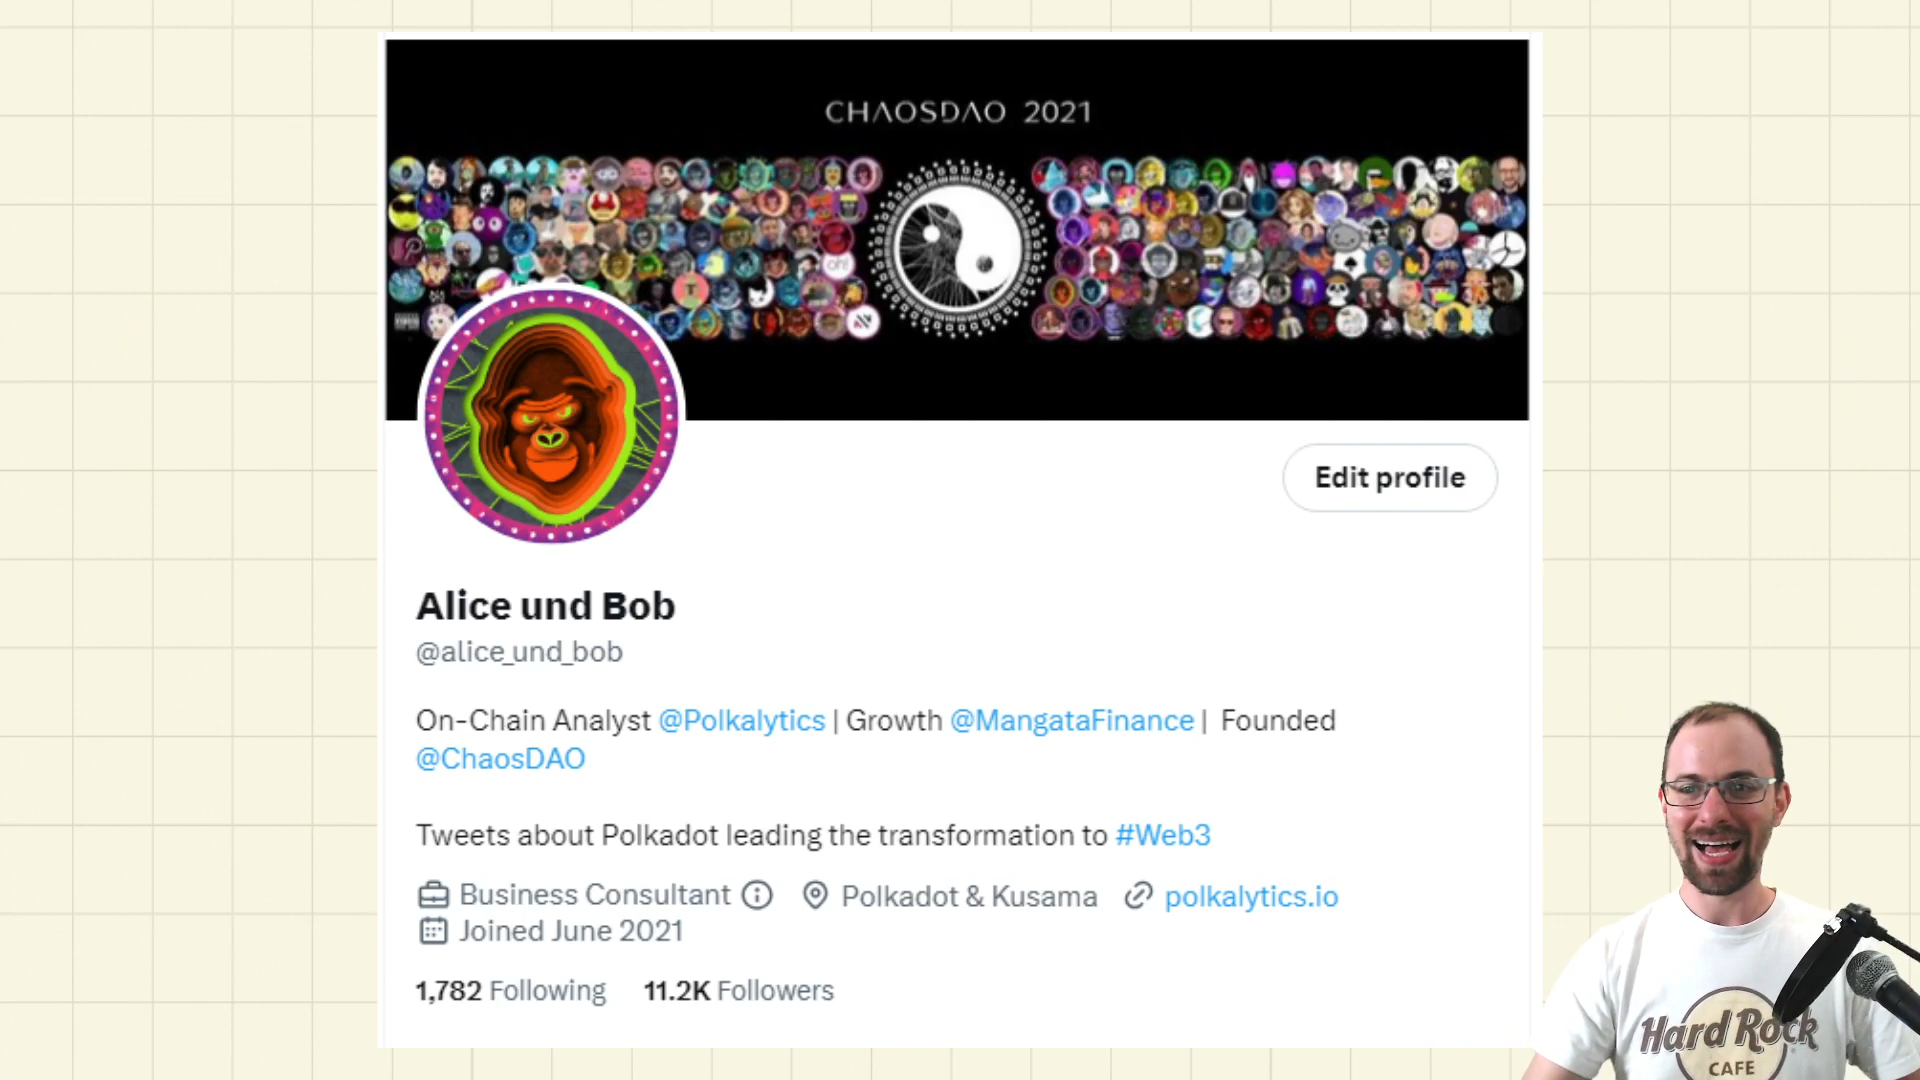 CHAOSDAO 2021
oh!
Edit profile
Alice und Bob
@alice_und_bob
On-Chain Analyst @Polkalytics | Growth @MangataFinance | Founded
@ChaosDAO
Tweets about Polkadot leading the transformation to #Web3
Business Consultant Polkadot & Kusama polkalytics.io
Joined June 2021
1,782 Following 11.2K Followers
Hard Rock
CAFE